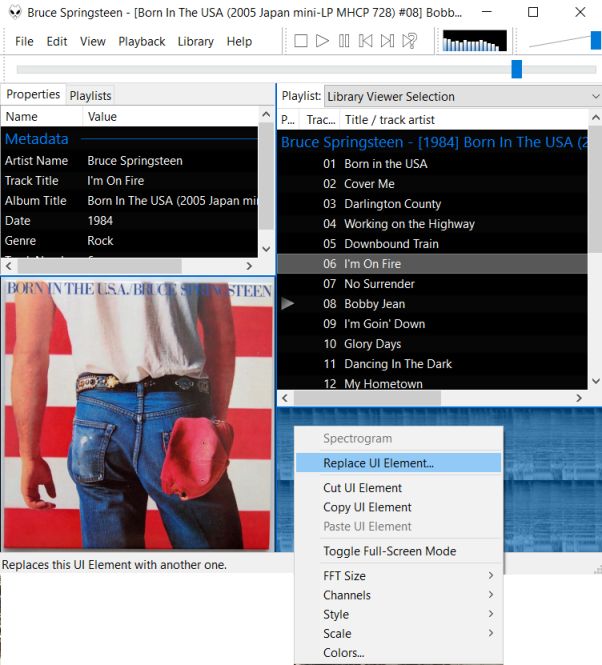 Bruce Springsteen - [Born In The USA (2005 Japan mini-LP MHCP 728) #08] Bobb...
File Edit View Playback Library Help
Properties Playlists
Name Value
Metadata
Artist Name Bruce Springsteen
Track Title I'm On Fire
Album Title Born In The USA (2005 Japan mi
Date 1984
Genre Rock
BORN IN THE U.S.A./BRUCE SPRINGSTEEN
Playlist: Library Viewer Selection
P... Trac... Title / track artist
Bruce Springsteen - [1984] Born In The USA (2
01 Born in the USA
02 Cover Me
03 Darlington County
04 Working on the Highway
05 Downbound Train
06 I'm On Fire
07 No Surrender
08 Bobby Jean
09 I'm Goin' Down
10 Glory Days
11 Dancing In The Dark
12 My Hometown
Spectrogram
Replace UI Element...
Cut UI Element
Copy UI Element
Paste UI Element
Toggle Full-Screen Mode
FFT Size
Channels
Style
Scale
Colors...
Replaces this UI Element with another one.